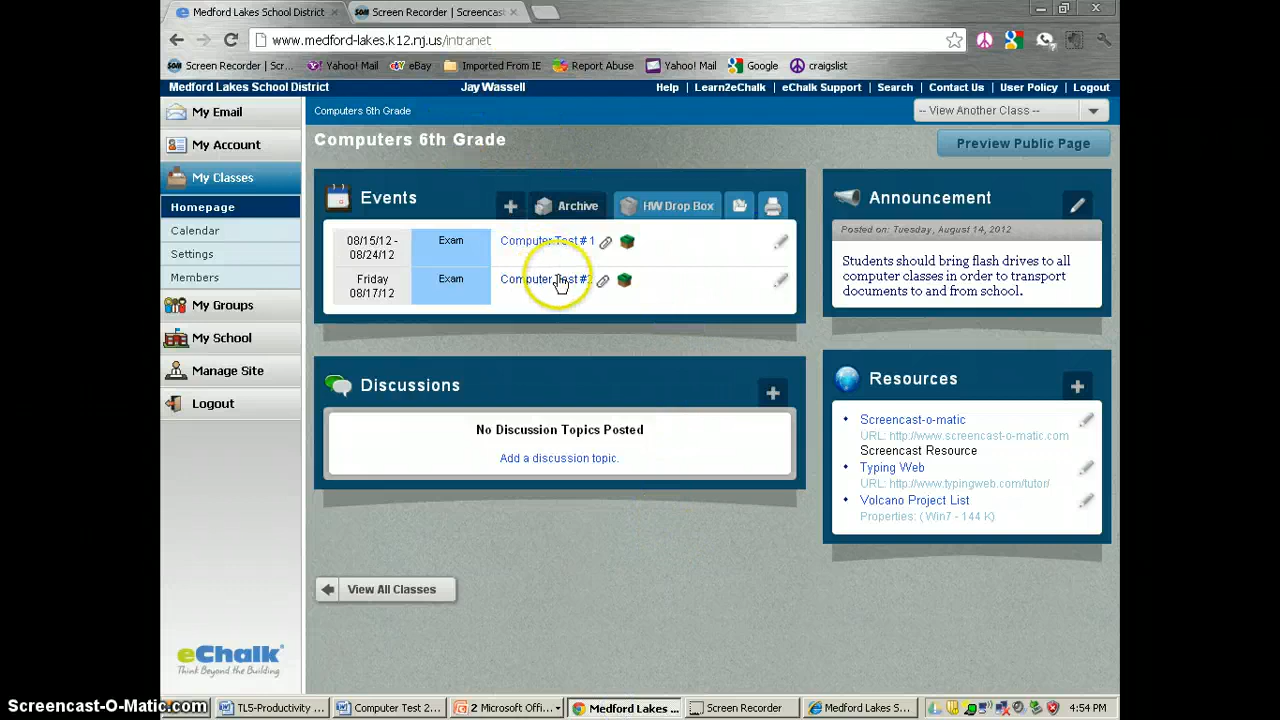 Medford Lakes School District
Screen Recorder | Screencast
www.medford-lakes.k12.nj.us/intranet
Screen Recorder | Scr...
Yahoo! Mail
eBay
Imported From IE
Report Abuse
Yahoo! Mail
Google
craigslist
Medford Lakes School District
Jay Wassell
Help
Learn2eChalk
eChalk Support
Search
Contact Us
User Policy
Logout
My Email
My Account
My Classes
Homepage
Calendar
Settings
Members
My Groups
My School
Manage Site
Logout
Computers 6th Grade
-- View Another Class --
Computers 6th Grade
Preview Public Page
Events
Archive
HW Drop Box
08/15/12 -
08/24/12
Exam
Computer Test #1
Friday
08/17/12
Exam
Computer Test #2
Discussions
No Discussion Topics Posted
Add a discussion topic.
View All Classes
Announcement
Posted on: Tuesday, August 14, 2012
Students should bring flash drives to all
computer classes in order to transport
documents to and from school.
Resources
Screencast-o-matic
URL: http://www.screencast-o-matic.com
Screencast Resource
Typing Web
URL: http://www.typingweb.com/tutor/
Volcano Project List
Properties: (Win7 - 144 K)
eChalk
Think Beyond the Building
Screencast-O-Matic.com
TL5-Productivity ...
Computer Test 2...
2 Microsoft Offi...
Medford Lakes ...
Screen Recorder
Medford Lakes S...
4:54 PM